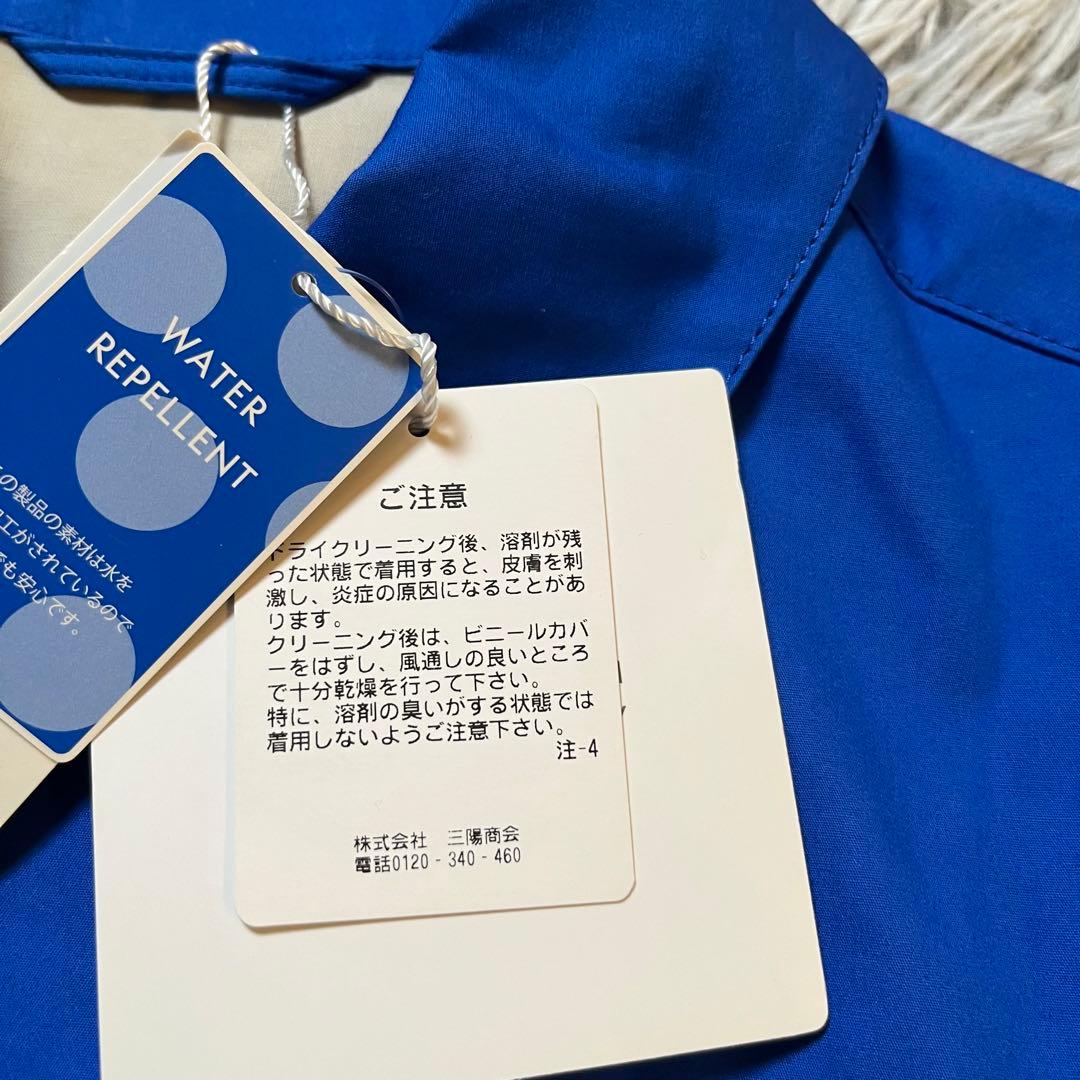 WATER
REPELLENT
の製品の素材は水を
工がされているので
も安心です。
ご注意
ドライクリーニング後、溶剤が残
った状態で着用すると、皮膚を刺
激し、炎症の原因になることがあ
ります。
クリーニング後は、ビニールカバ
ーをはずし、風通しの良いところ
で十分乾燥を行って下さい。
特に、溶剤の臭いがする状態では
着用しないようご注意下さい。
注-4
株式会社 三陽商会
電話0120-340-460